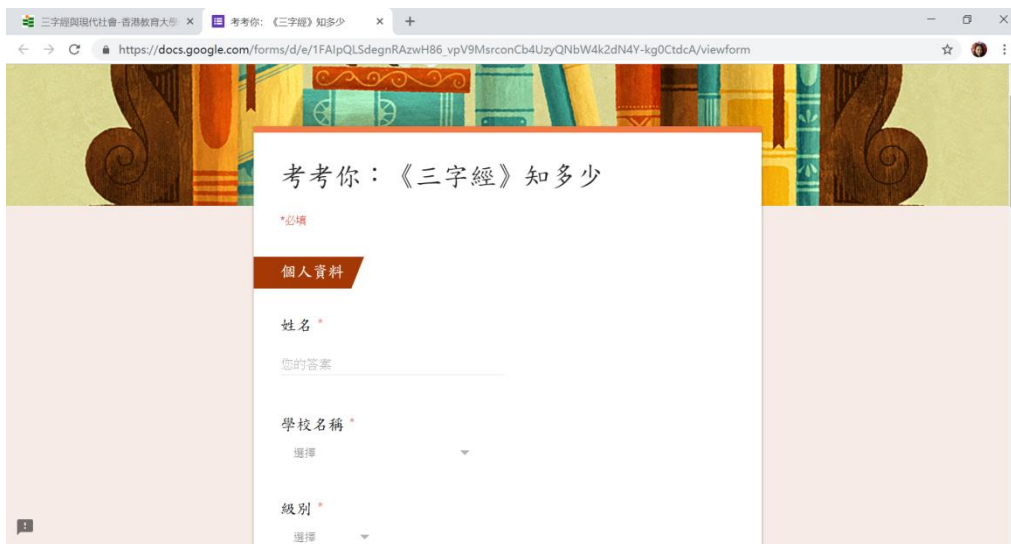 三字經與現代社會-香港教育大學
考考你：《三字經》知多少
https://docs.google.com/forms/d/e/1FAIpQLSdegnRAzwH86_vpV9MsrconCb4UzyQNbW4k2dN4Y-kg0CtdcA/viewform
考考你：《三字經》知多少
*必填
個人資料
姓名 *
您的答案
學校名稱 *
選擇
級別 *
選擇